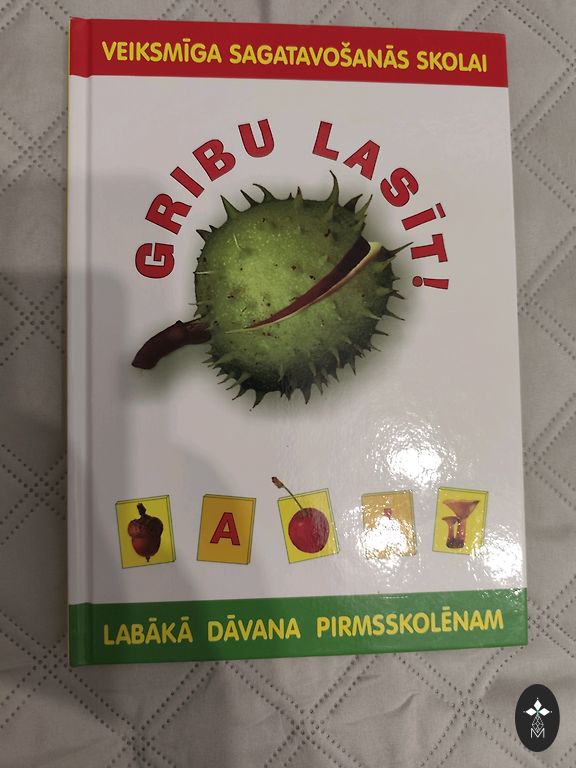 VEIKSMĪGA SAGATAVOŠANĀS SKOLAI
GRIBU LASĪT!
A
LABĀKĀ DĀVANA PIRMSSKOLĒNAM
M